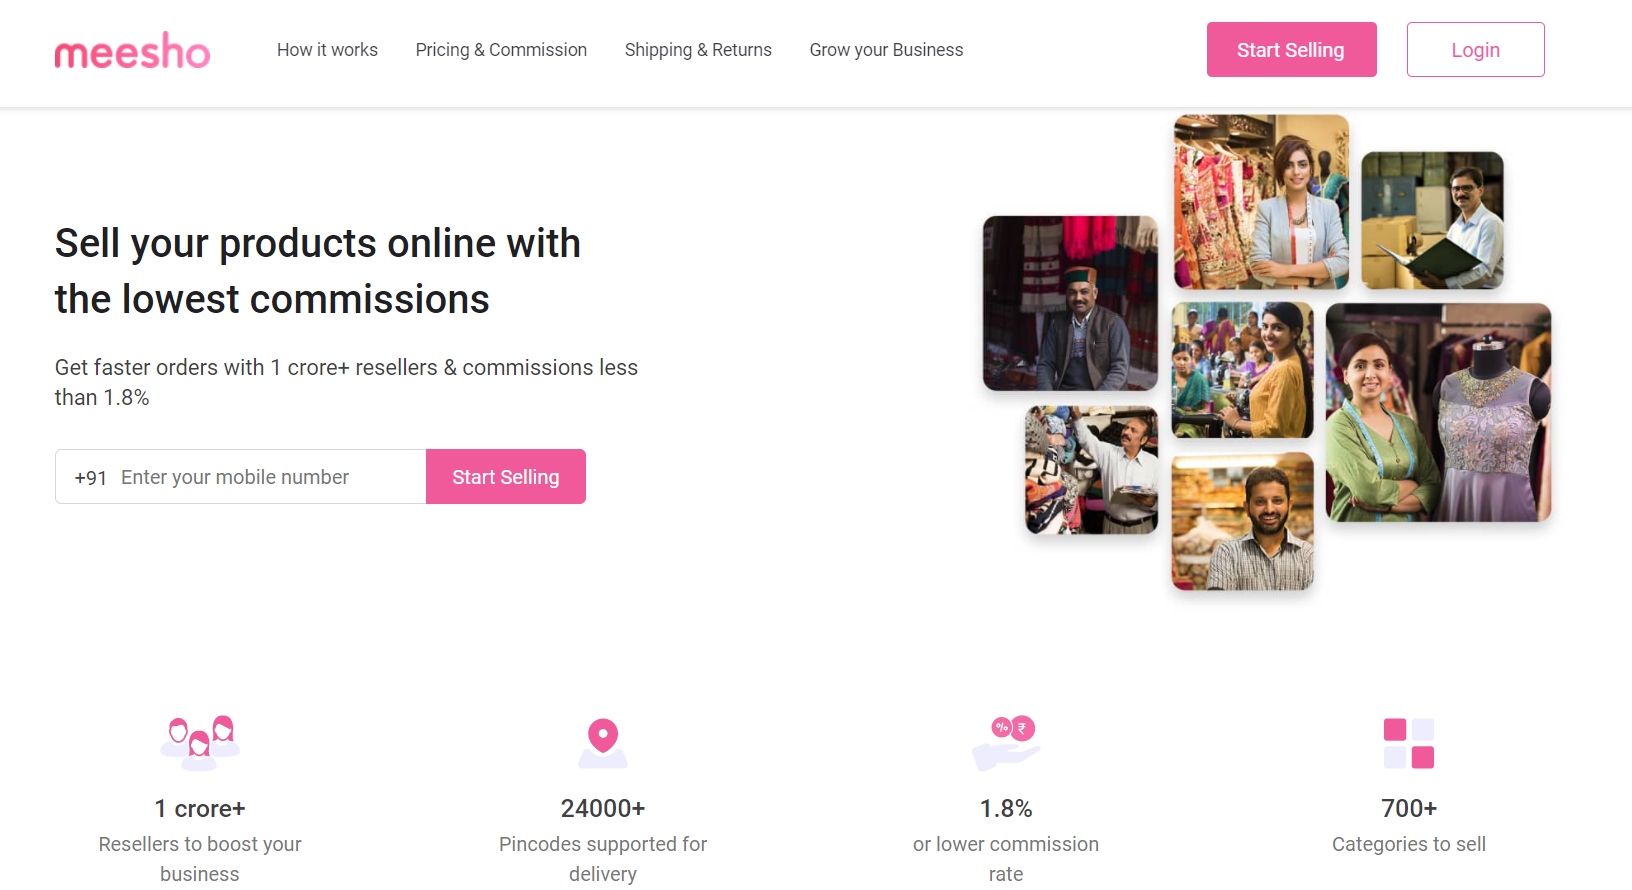 meesho
How it works
Pricing & Commission
Shipping & Returns
Grow your Business
Start Selling
Login
Sell your products online with
the lowest commissions
Get faster orders with 1 crore+ resellers & commissions less
than 1.8%
+91 Enter your mobile number
Start Selling
% ₹
1 crore+
Resellers to boost your
business
24000+
Pincodes supported for
delivery
1.8%
or lower commission
rate
700+
Categories to sell